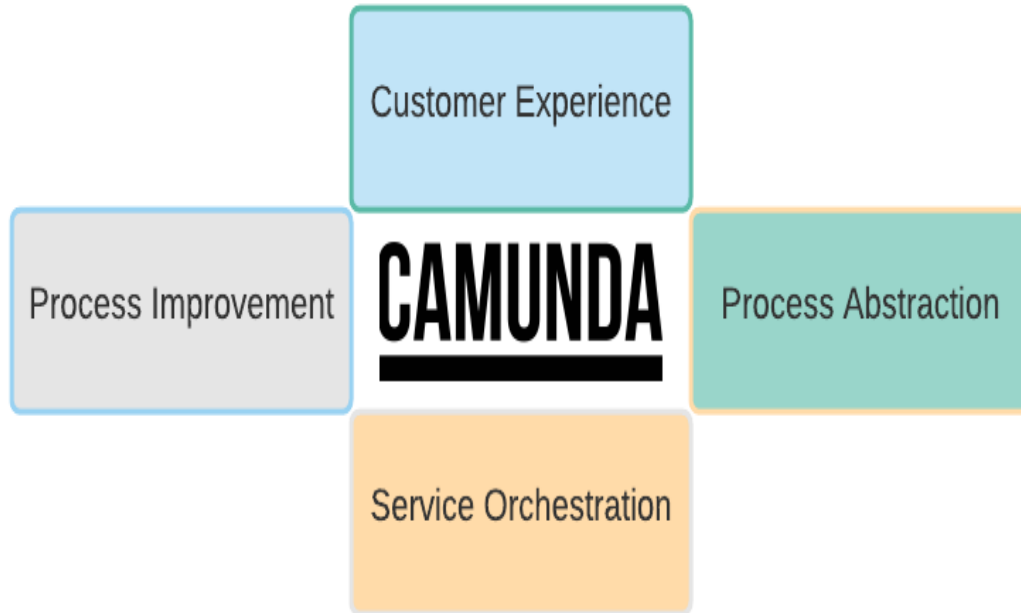 Customer Experience
Process Improvement
CAMUNDA
Process Abstraction
Service Orchestration